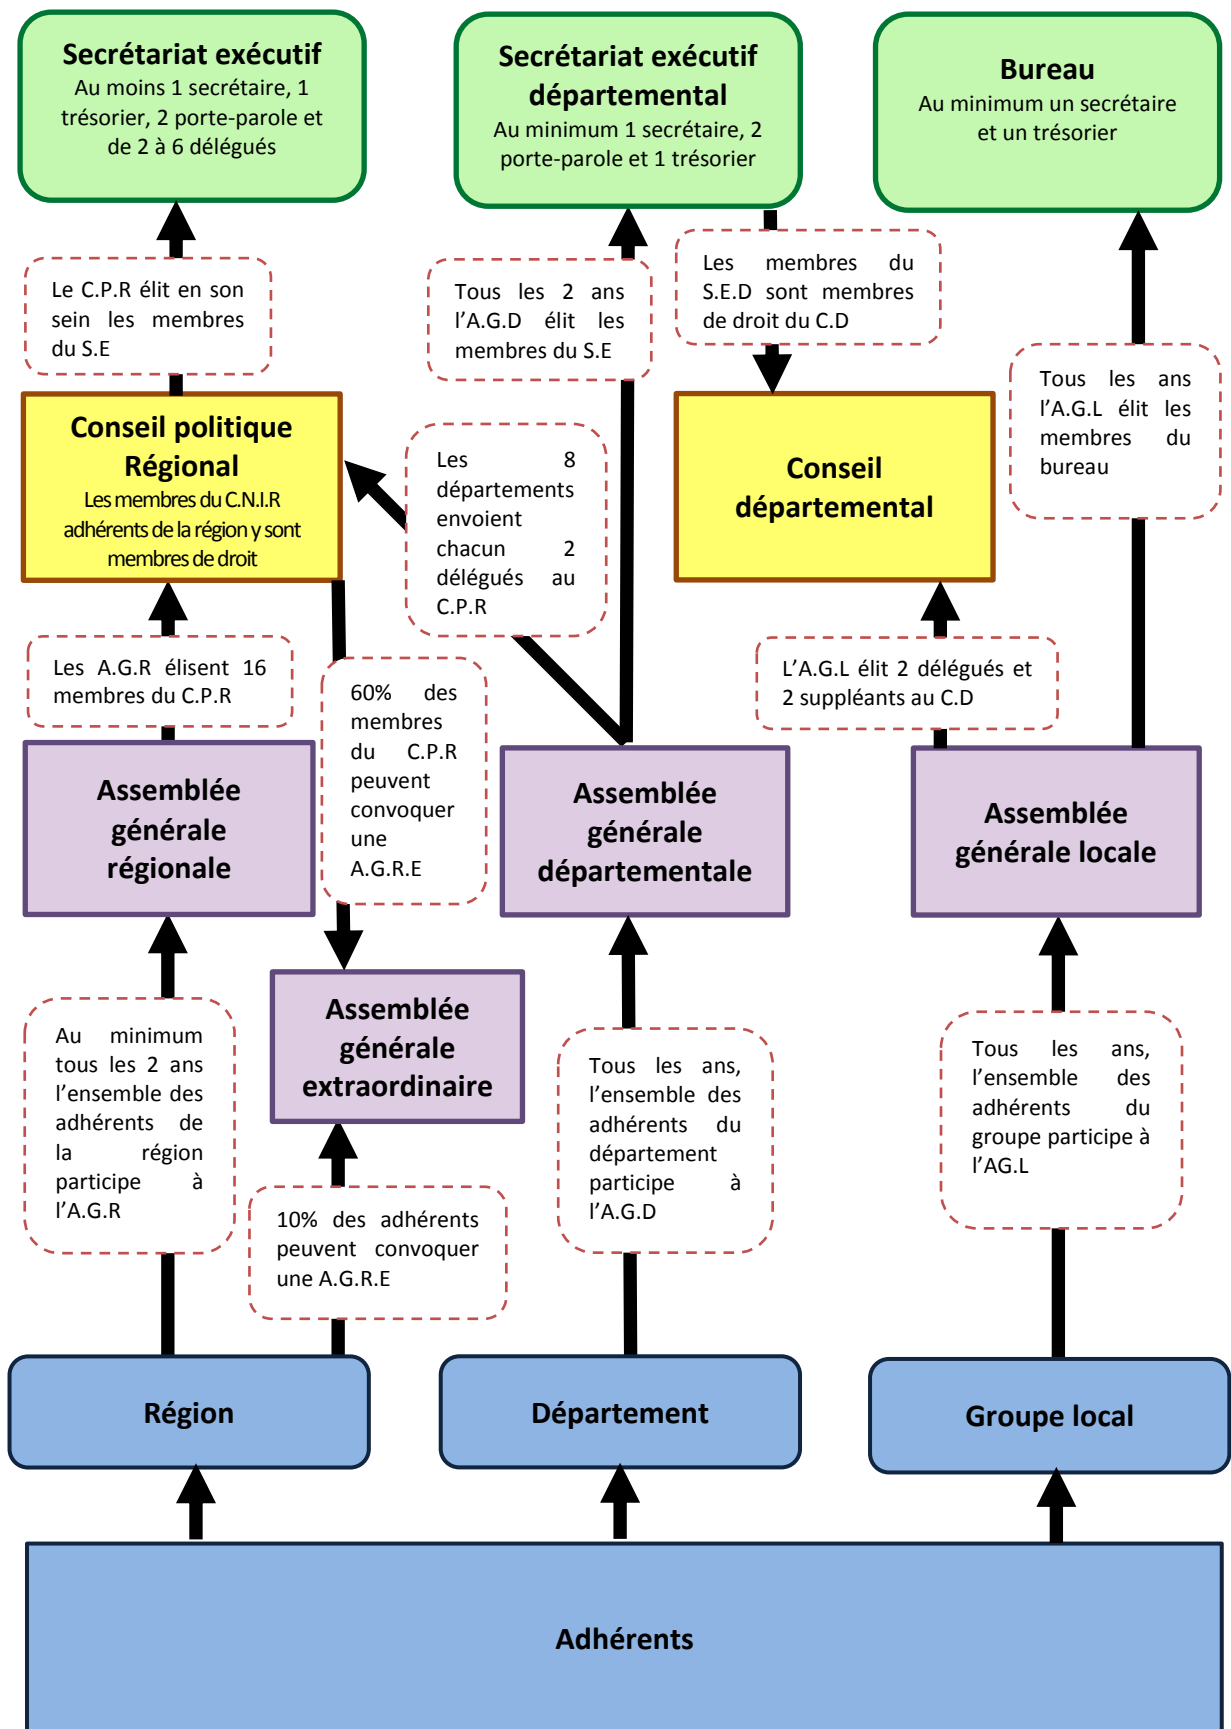 Secrétariat exécutif
Au moins 1 secrétaire, 1
trésorier, 2 porte-parole et
de 2 à 6 délégués
Secrétariat exécutif
départemental
Au minimum 1 secrétaire, 2
porte-parole et 1 trésorier
Bureau
Au minimum un secrétaire
et un trésorier
Le C.P.R élit en son
sein les membres
du S.E
Tous les 2 ans
l’A.G.D élit les
membres du S.E
Les membres du
S.E.D sont membres
de droit du C.D
Tous les ans
l’A.G.L élit les
membres du
bureau
Conseil politique
Régional
Les membres du C.N.I.R
adhérents de la région y sont
membres de droit
Les 8
départements
envoient
chacun 2
délégués au
C.P.R
Conseil
départemental
Les A.G.R élisent 16
membres du C.P.R
60% des
membres
du C.P.R
peuvent
convoquer
une
A.G.R.E
L’A.G.L élit 2 délégués et
2 suppléants au C.D
Assemblée
générale
régionale
Assemblée
générale
départementale
Assemblée
générale locale
Assemblée
générale
extraordinaire
Au minimum
tous les 2 ans
l’ensemble des
adhérents de
la région
participe à
l’A.G.R
10% des adhérents
peuvent convoquer
une A.G.R.E
Tous les ans,
l’ensemble des
adhérents du
département
participe à
l’A.G.D
Tous les ans,
l’ensemble des
adhérents du
groupe participe à
l’AG.L
Région
Département
Groupe local
Adhérents